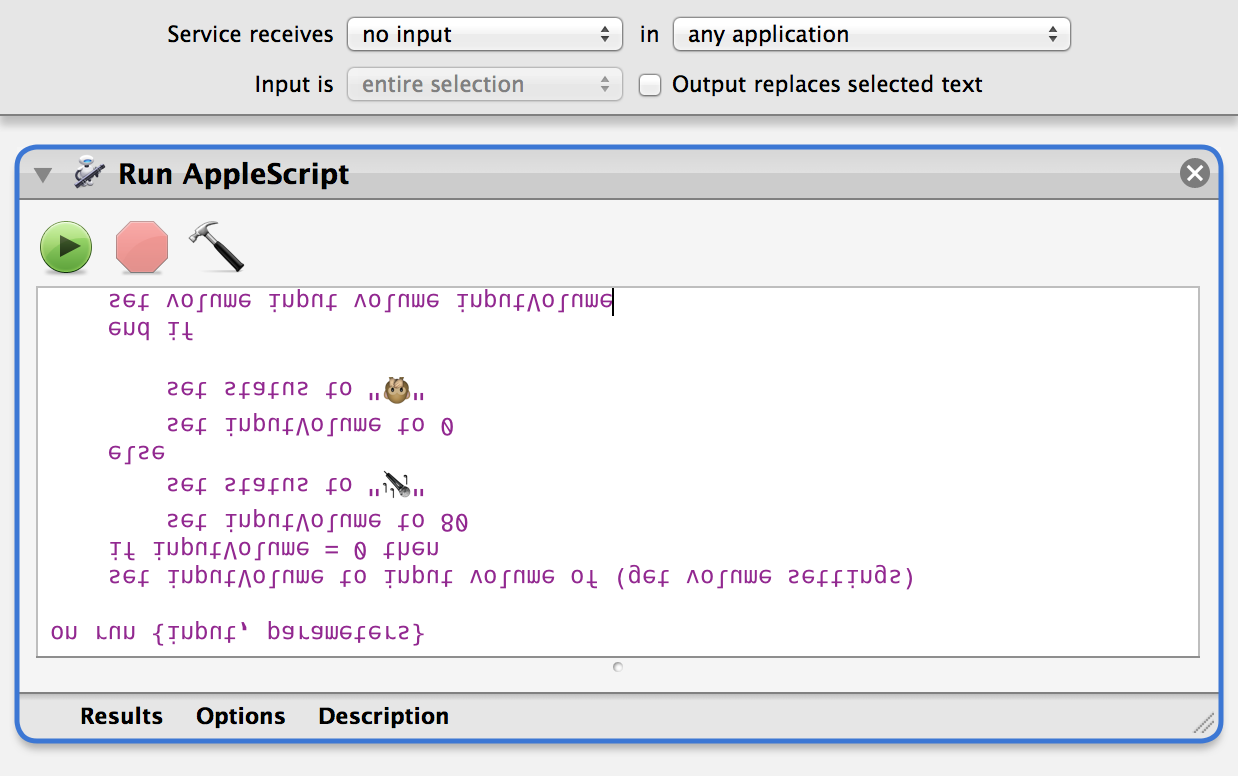 Service receives no input in any application
Input is entire selection Output replaces selected text
Run AppleScript
on run {input, parameters}
set inputVolume to input volume of (get volume settings)
if inputVolume = 0 then
set inputVolume to 80
set status to "🎤"
else
set inputVolume to 0
set status to "🙊"
end if
set volume input volume inputVolume
Results Options Description